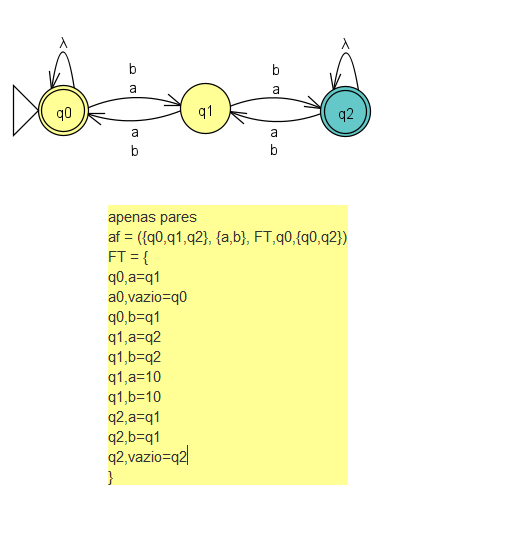 λ
λ
b
a
b
a
q0
q1
q2
a
b
a
b
apenas pares
af = ({q0,q1,q2}, {a,b}, FT,q0,{q0,q2})
FT = {
q0,a=q1
a0,vazio=q0
q0,b=q1
q1,a=q2
q1,b=q2
q1,a=10
q1,b=10
q2,a=q1
q2,b=q1
q2,vazio=q2
}